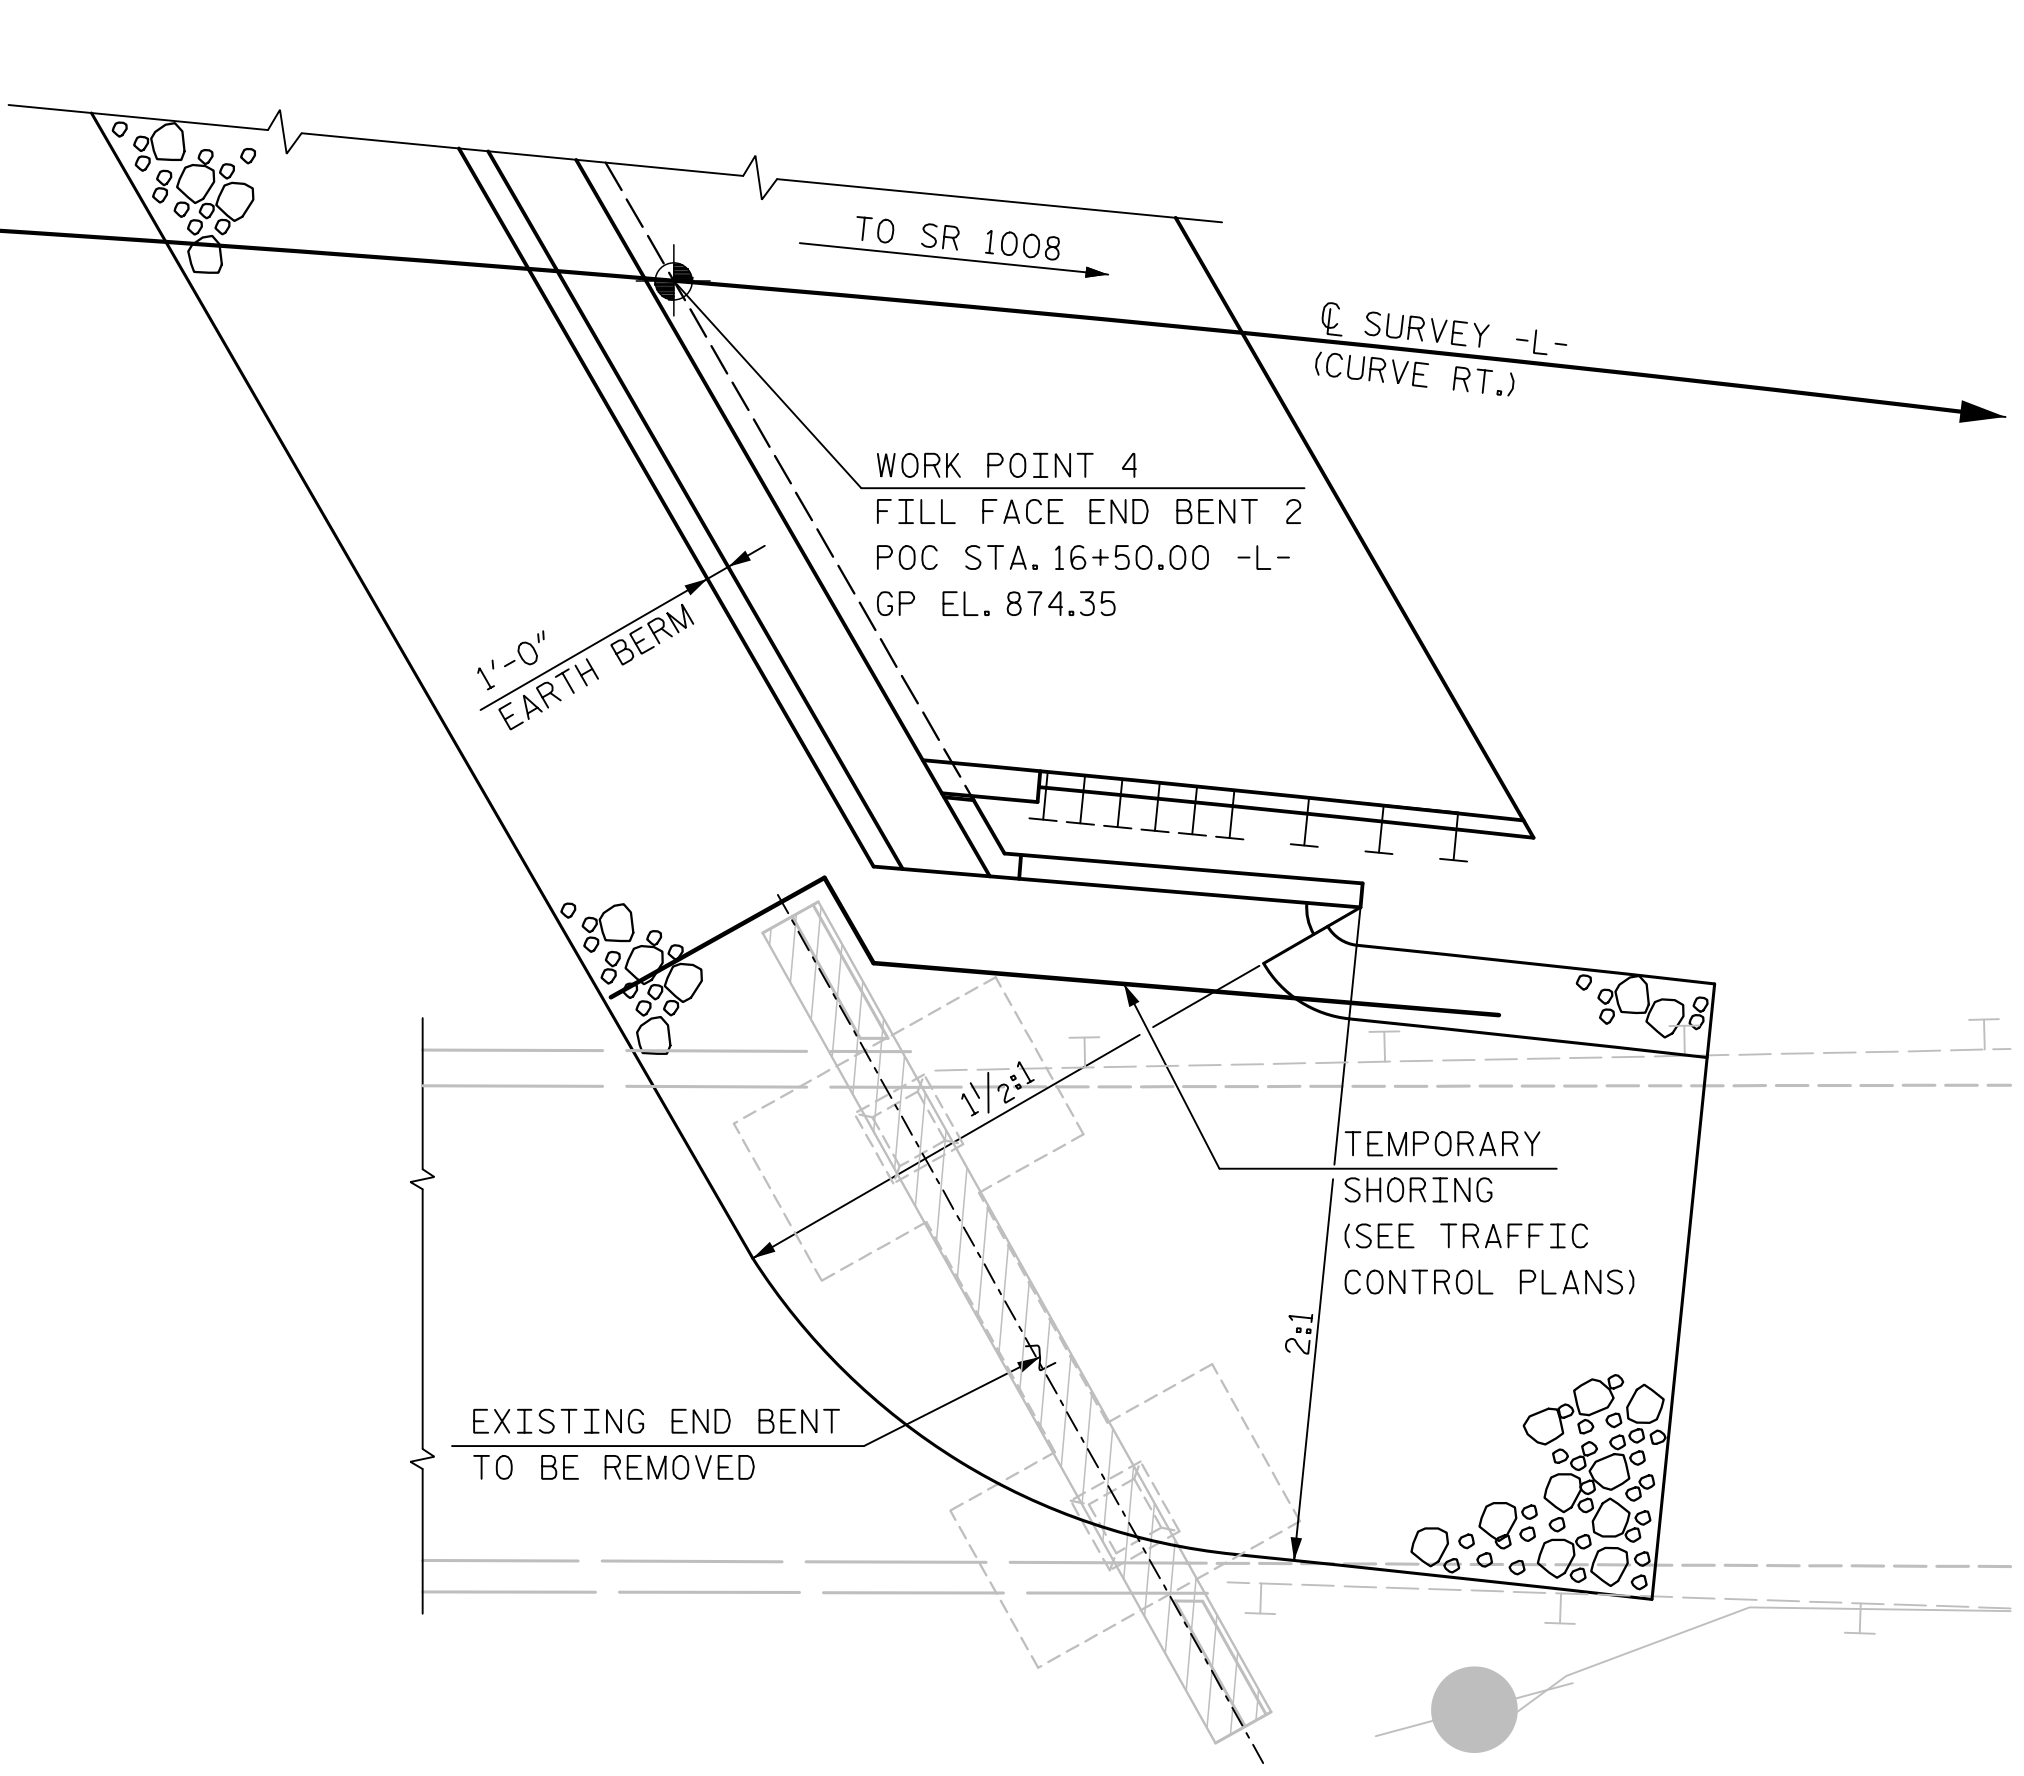 TO SR 1008
℄ SURVEY -L-
(CURVE RT.)
WORK POINT 4
FILL FACE END BENT 2
POC STA. 16+50.00 -L-
GP EL. 874.35
1'-0"
EARTH BERM
1 1/2:1
TEMPORARY
SHORING
(SEE TRAFFIC
CONTROL PLANS)
2:1
EXISTING END BENT
TO BE REMOVED